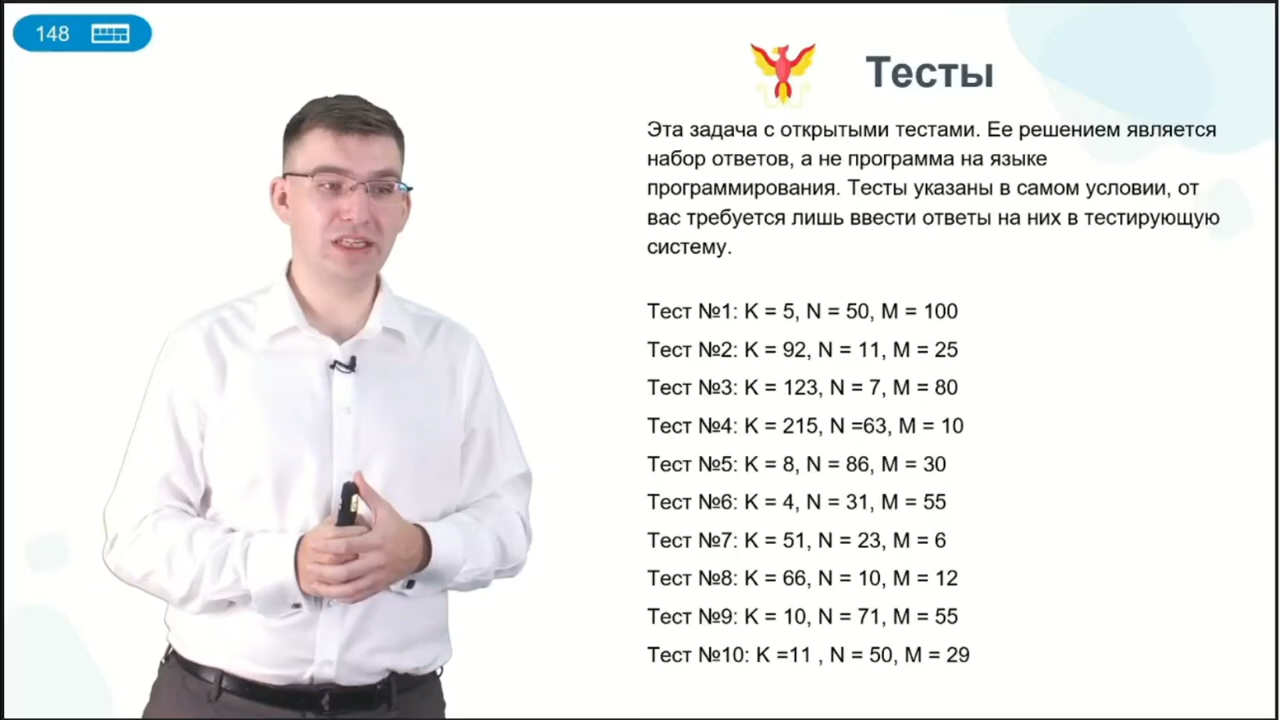 148
Тесты
Эта задача с открытыми тестами. Ее решением является
набор ответов, а не программа на языке
программирования. Тесты указаны в самом условии, от
вас требуется лишь ввести ответы на них в тестирующую
систему.
Тест №1: K = 5, N = 50, M = 100
Тест №2: K = 92, N = 11, M = 25
Тест №3: K = 123, N = 7, M = 80
Тест №4: K = 215, N =63, M = 10
Тест №5: K = 8, N = 86, M = 30
Тест №6: K = 4, N = 31, M = 55
Тест №7: K = 51, N = 23, M = 6
Тест №8: K = 66, N = 10, M = 12
Тест №9: K = 10, N = 71, M = 55
Тест №10: K =11 , N = 50, M = 29